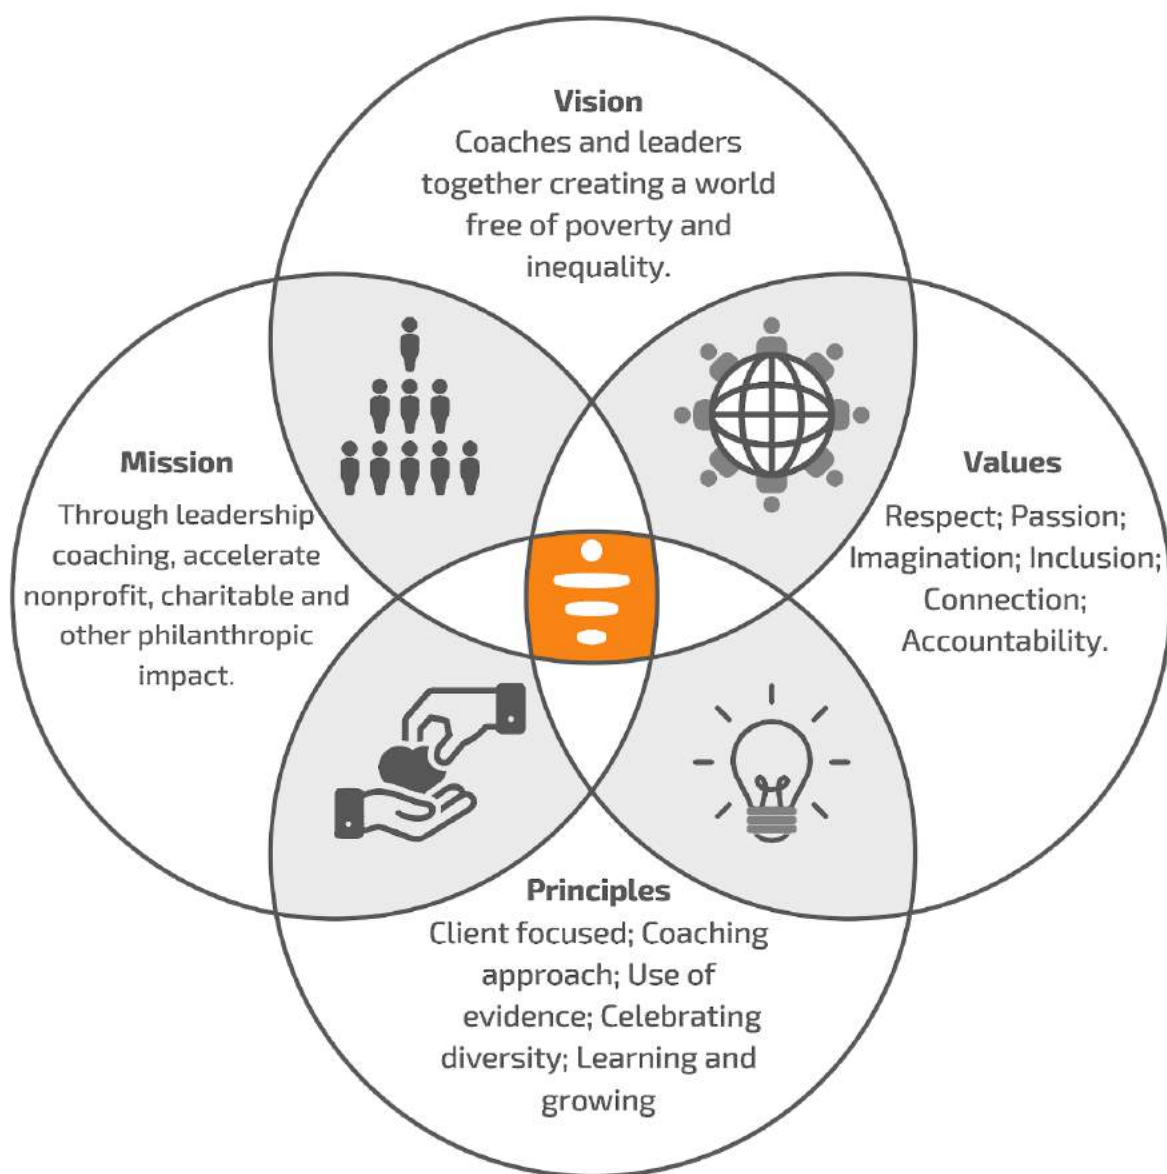 Vision
Coaches and leaders
together creating a world
free of poverty and
inequality.
Mission
Through leadership
coaching, accelerate
nonprofit, charitable and
other philanthropic
impact.
Values
Respect; Passion;
Imagination; Inclusion;
Connection;
Accountability.
Principles
Client focused; Coaching
approach; Use of
evidence; Celebrating
diversity; Learning and
growing